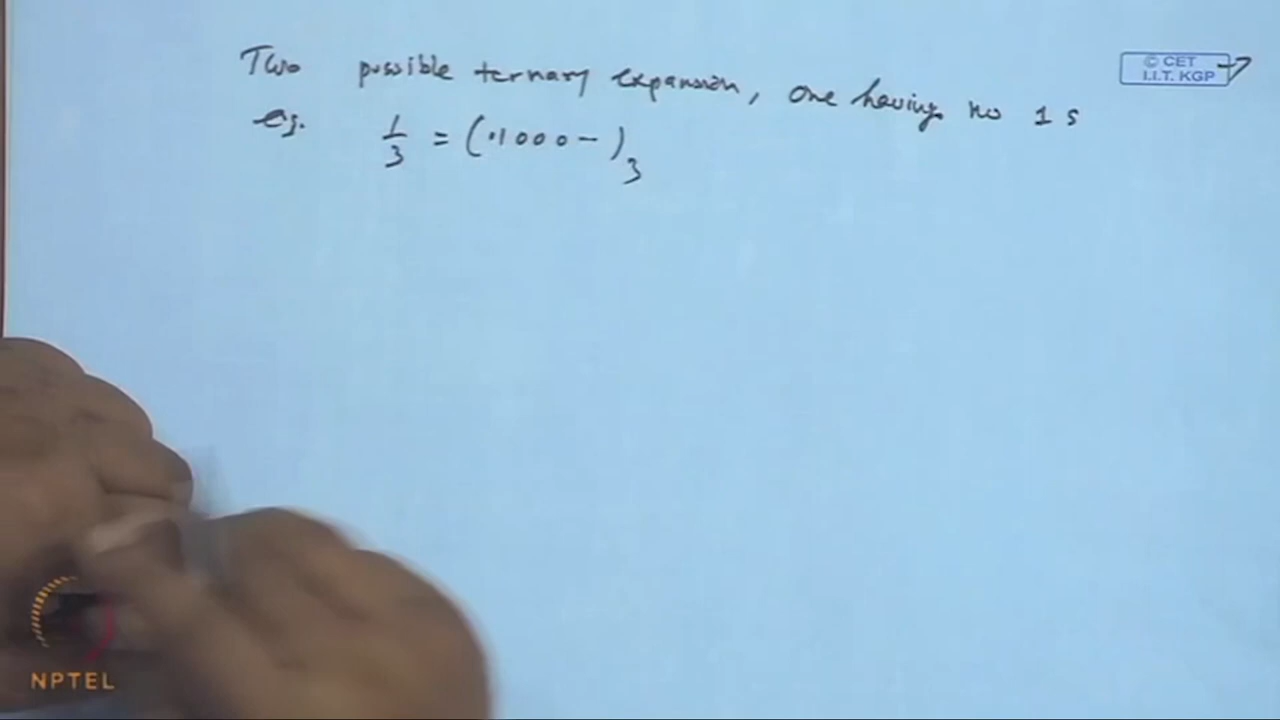 Two possible ternary expansion, one having no 1 s
© CET
I.I.T. KGP
eg. 1/3 = (.1000-)3
NPTEL